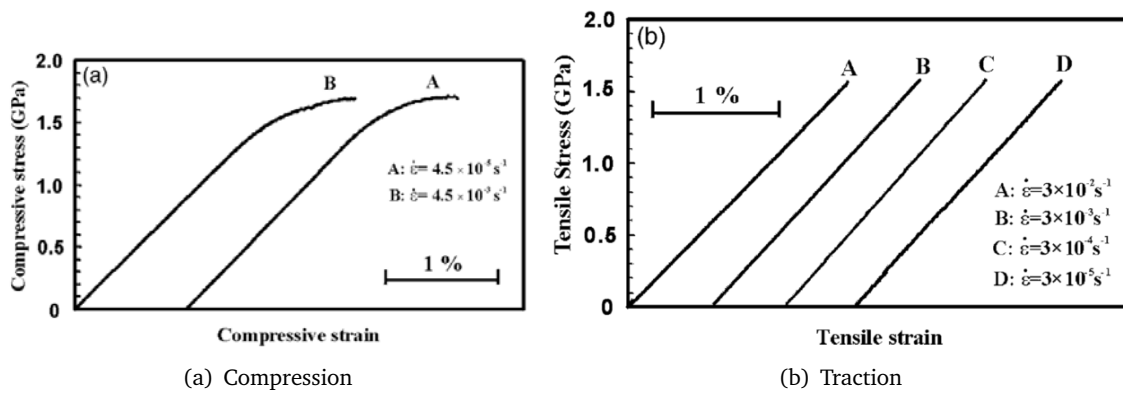 (a)
2.0
1.5
1.0
0.5
0
Compressive stress (GPa)
B
A
A: ε̇= 4.5 × 10⁻⁵ s⁻¹
B: ε̇= 4.5 × 10⁻³ s⁻¹
1 %
Compressive strain
(a) Compression
(b)
2.0
1.5
1.0
0.5
0
Tensile Stress (GPa)
A
B
C
D
1 %
A: ε̇=3×10⁻²s⁻¹
B: ε̇=3×10⁻³s⁻¹
C: ε̇=3×10⁻⁴s⁻¹
D: ε̇=3×10⁻⁵s⁻¹
Tensile strain
(b) Traction